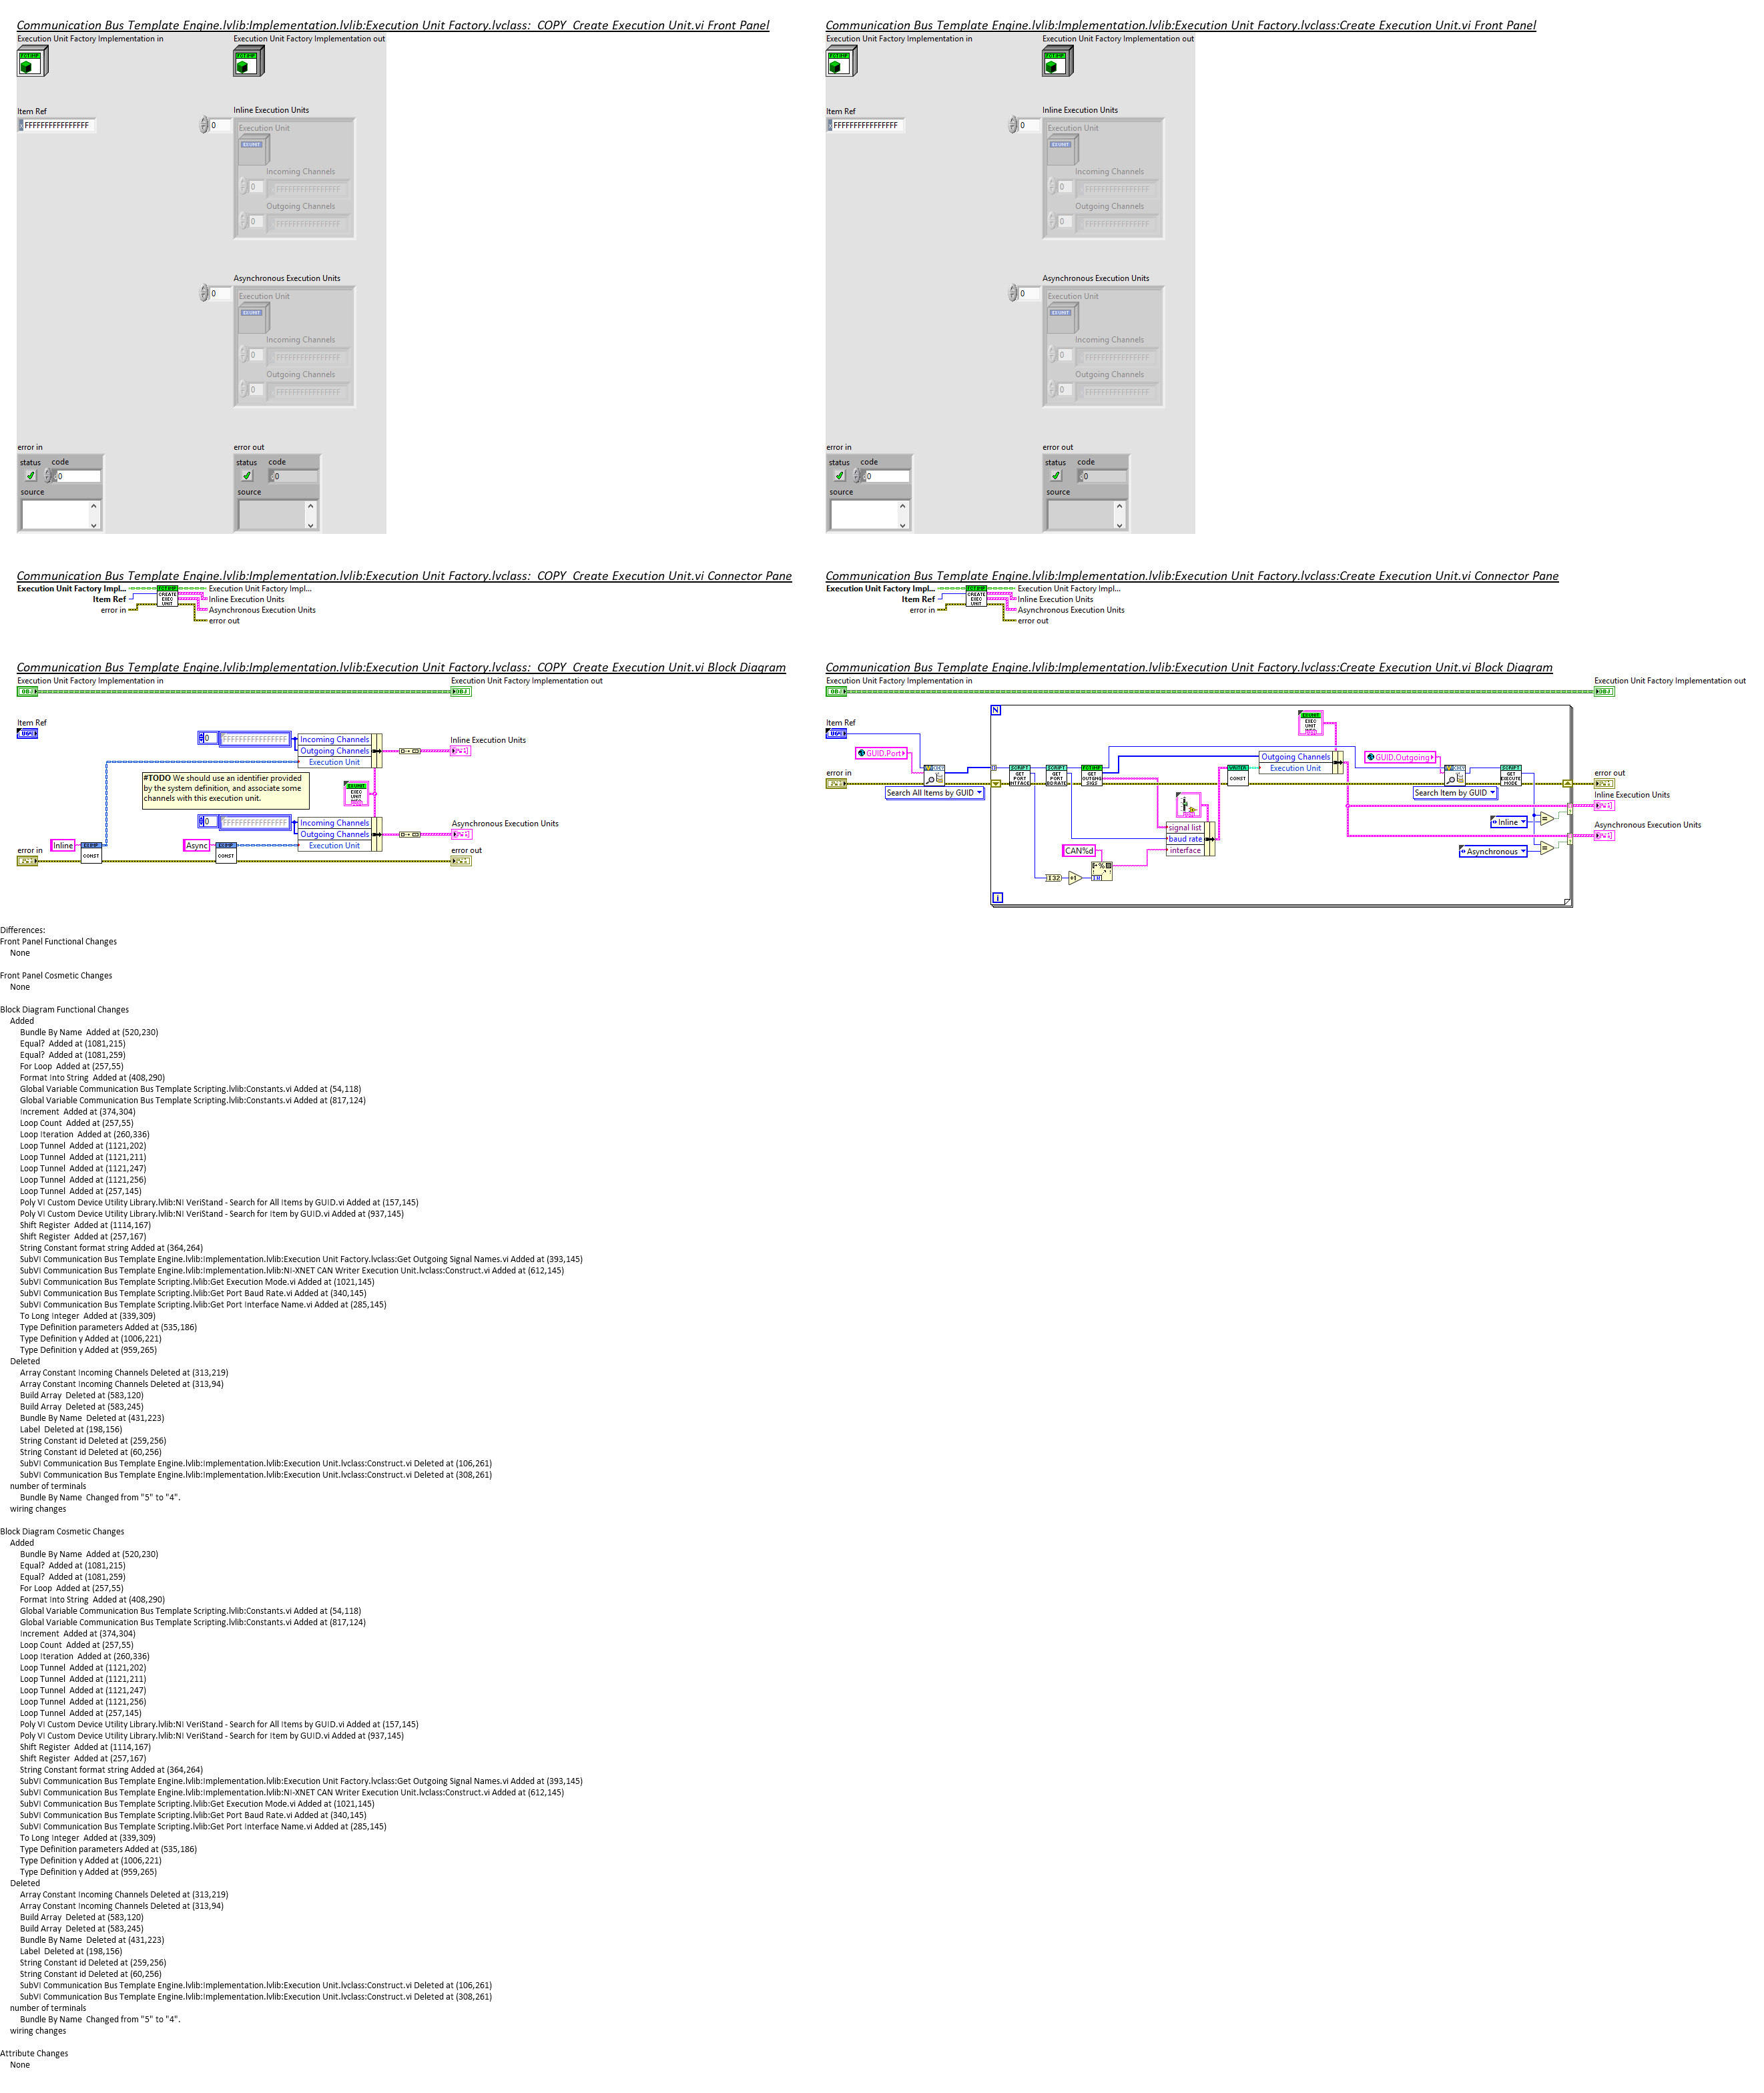 Communication Bus Template Engine.lvlib:Implementation.lvlib:Execution Unit Factory.lvclass:_COPY_Create Execution Unit.vi Front Panel
Execution Unit Factory Implementation in
Execution Unit Factory Implementation out
Item Ref
FFFFFFFFFFFFFFFF
Inline Execution Units
0
Execution Unit
Incoming Channels
0
Outgoing Channels
0
Asynchronous Execution Units
0
Execution Unit
Incoming Channels
0
Outgoing Channels
0
error in
status code
0
source
error out
status code
0
source
Communication Bus Template Engine.lvlib:Implementation.lvlib:Execution Unit Factory.lvclass:Create Execution Unit.vi Front Panel
Execution Unit Factory Implementation in
Execution Unit Factory Implementation out
Item Ref
FFFFFFFFFFFFFFFF
Inline Execution Units
0
Execution Unit
Incoming Channels
0
Outgoing Channels
0
Asynchronous Execution Units
0
Execution Unit
Incoming Channels
0
Outgoing Channels
0
error in
status code
0
source
error out
status code
0
source
Communication Bus Template Engine.lvlib:Implementation.lvlib:Execution Unit Factory.lvclass:_COPY_Create Execution Unit.vi Connector Pane
Execution Unit Factory Impl...
Item Ref
error in
CREATE
EXEC
UNIT
Execution Unit Factory Impl...
Inline Execution Units
Asynchronous Execution Units
error out
Communication Bus Template Engine.lvlib:Implementation.lvlib:Execution Unit Factory.lvclass:Create Execution Unit.vi Connector Pane
Execution Unit Factory Impl...
Item Ref
error in
CREATE
EXEC
UNIT
Execution Unit Factory Impl...
Inline Execution Units
Asynchronous Execution Units
error out
Communication Bus Template Engine.lvlib:Implementation.lvlib:Execution Unit Factory.lvclass:_COPY_Create Execution Unit.vi Block Diagram
Execution Unit Factory Implementation in
Execution Unit Factory Implementation out
Item Ref
Incoming Channels
Outgoing Channels
Execution Unit
Inline Execution Units
#TODO We should use an identifier provided
by the system definition, and associate some
channels with this execution unit.
Incoming Channels
Outgoing Channels
Execution Unit
Asynchronous Execution Units
Inline
CONST
Async
CONST
error in
error out
Communication Bus Template Engine.lvlib:Implementation.lvlib:Execution Unit Factory.lvclass:Create Execution Unit.vi Block Diagram
Execution Unit Factory Implementation in
Execution Unit Factory Implementation out
Item Ref
N
GUID.Port
error in
Search All Items by GUID
Outgoing Channels
Execution Unit
CONST
GUID.Outgoing
Search Item by GUID
signal list
baud rate
interface
CAN%d
I32
+1
Inline
Asynchronous
error out
Inline Execution Units
Asynchronous Execution Units
i
Differences:
Front Panel Functional Changes
None
Front Panel Cosmetic Changes
None
Block Diagram Functional Changes
Added
Bundle By Name  Added at (520,230)
Equal?  Added at (1081,215)
Equal?  Added at (1081,259)
For Loop  Added at (257,55)
Format Into String  Added at (408,290)
Global Variable Communication Bus Template Scripting.lvlib:Constants.vi Added at (54,118)
Global Variable Communication Bus Template Scripting.lvlib:Constants.vi Added at (817,124)
Increment  Added at (374,304)
Loop Count  Added at (257,55)
Loop Iteration  Added at (260,336)
Loop Tunnel  Added at (1121,202)
Loop Tunnel  Added at (1121,211)
Loop Tunnel  Added at (1121,247)
Loop Tunnel  Added at (1121,256)
Loop Tunnel  Added at (257,145)
Poly VI Custom Device Utility Library.lvlib:NI VeriStand - Search for All Items by GUID.vi Added at (157,145)
Poly VI Custom Device Utility Library.lvlib:NI VeriStand - Search for Item by GUID.vi Added at (937,145)
Shift Register  Added at (1114,167)
Shift Register  Added at (257,167)
String Constant format string Added at (364,264)
SubVI Communication Bus Template Engine.lvlib:Implementation.lvlib:Execution Unit Factory.lvclass:Get Outgoing Signal Names.vi Added at (393,145)
SubVI Communication Bus Template Engine.lvlib:Implementation.lvlib:NI-XNET CAN Writer Execution Unit.lvclass:Construct.vi Added at (612,145)
SubVI Communication Bus Template Scripting.lvlib:Get Execution Mode.vi Added at (1021,145)
SubVI Communication Bus Template Scripting.lvlib:Get Port Baud Rate.vi Added at (340,145)
SubVI Communication Bus Template Scripting.lvlib:Get Port Interface Name.vi Added at (285,145)
To Long Integer  Added at (339,309)
Type Definition parameters Added at (535,186)
Type Definition y Added at (1006,221)
Type Definition y Added at (959,265)
Deleted
Array Constant Incoming Channels Deleted at (313,219)
Array Constant Incoming Channels Deleted at (313,94)
Build Array  Deleted at (583,120)
Build Array  Deleted at (583,245)
Bundle By Name  Deleted at (431,223)
Label  Deleted at (198,156)
String Constant id Deleted at (259,256)
String Constant id Deleted at (60,256)
SubVI Communication Bus Template Engine.lvlib:Implementation.lvlib:Execution Unit.lvclass:Construct.vi Deleted at (106,261)
SubVI Communication Bus Template Engine.lvlib:Implementation.lvlib:Execution Unit.lvclass:Construct.vi Deleted at (308,261)
number of terminals
Bundle By Name  Changed from "5" to "4".
wiring changes
Block Diagram Cosmetic Changes
Added
Bundle By Name  Added at (520,230)
Equal?  Added at (1081,215)
Equal?  Added at (1081,259)
For Loop  Added at (257,55)
Format Into String  Added at (408,290)
Global Variable Communication Bus Template Scripting.lvlib:Constants.vi Added at (54,118)
Global Variable Communication Bus Template Scripting.lvlib:Constants.vi Added at (817,124)
Increment  Added at (374,304)
Loop Count  Added at (257,55)
Loop Iteration  Added at (260,336)
Loop Tunnel  Added at (1121,202)
Loop Tunnel  Added at (1121,211)
Loop Tunnel  Added at (1121,247)
Loop Tunnel  Added at (1121,256)
Loop Tunnel  Added at (257,145)
Poly VI Custom Device Utility Library.lvlib:NI VeriStand - Search for All Items by GUID.vi Added at (157,145)
Poly VI Custom Device Utility Library.lvlib:NI VeriStand - Search for Item by GUID.vi Added at (937,145)
Shift Register  Added at (1114,167)
Shift Register  Added at (257,167)
String Constant format string Added at (364,264)
SubVI Communication Bus Template Engine.lvlib:Implementation.lvlib:Execution Unit Factory.lvclass:Get Outgoing Signal Names.vi Added at (393,145)
SubVI Communication Bus Template Engine.lvlib:Implementation.lvlib:NI-XNET CAN Writer Execution Unit.lvclass:Construct.vi Added at (612,145)
SubVI Communication Bus Template Scripting.lvlib:Get Execution Mode.vi Added at (1021,145)
SubVI Communication Bus Template Scripting.lvlib:Get Port Baud Rate.vi Added at (340,145)
SubVI Communication Bus Template Scripting.lvlib:Get Port Interface Name.vi Added at (285,145)
To Long Integer  Added at (339,309)
Type Definition parameters Added at (535,186)
Type Definition y Added at (1006,221)
Type Definition y Added at (959,265)
Deleted
Array Constant Incoming Channels Deleted at (313,219)
Array Constant Incoming Channels Deleted at (313,94)
Build Array  Deleted at (583,120)
Build Array  Deleted at (583,245)
Bundle By Name  Deleted at (431,223)
Label  Deleted at (198,156)
String Constant id Deleted at (259,256)
String Constant id Deleted at (60,256)
SubVI Communication Bus Template Engine.lvlib:Implementation.lvlib:Execution Unit.lvclass:Construct.vi Deleted at (106,261)
SubVI Communication Bus Template Engine.lvlib:Implementation.lvlib:Execution Unit.lvclass:Construct.vi Deleted at (308,261)
number of terminals
Bundle By Name  Changed from "5" to "4".
wiring changes
Attribute Changes
None